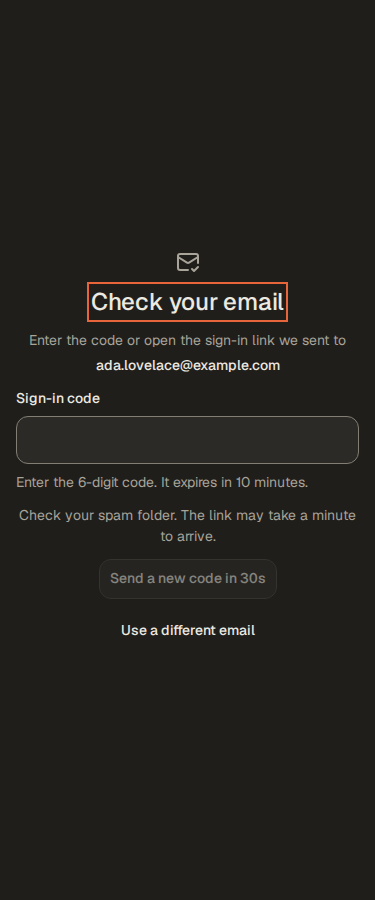 Check your email
Enter the code or open the sign-in link we sent to
ada.lovelace@example.com
Sign-in code
Enter the 6-digit code. It expires in 10 minutes.
Check your spam folder. The link may take a minute
to arrive.
Send a new code in 30s
Use a different email